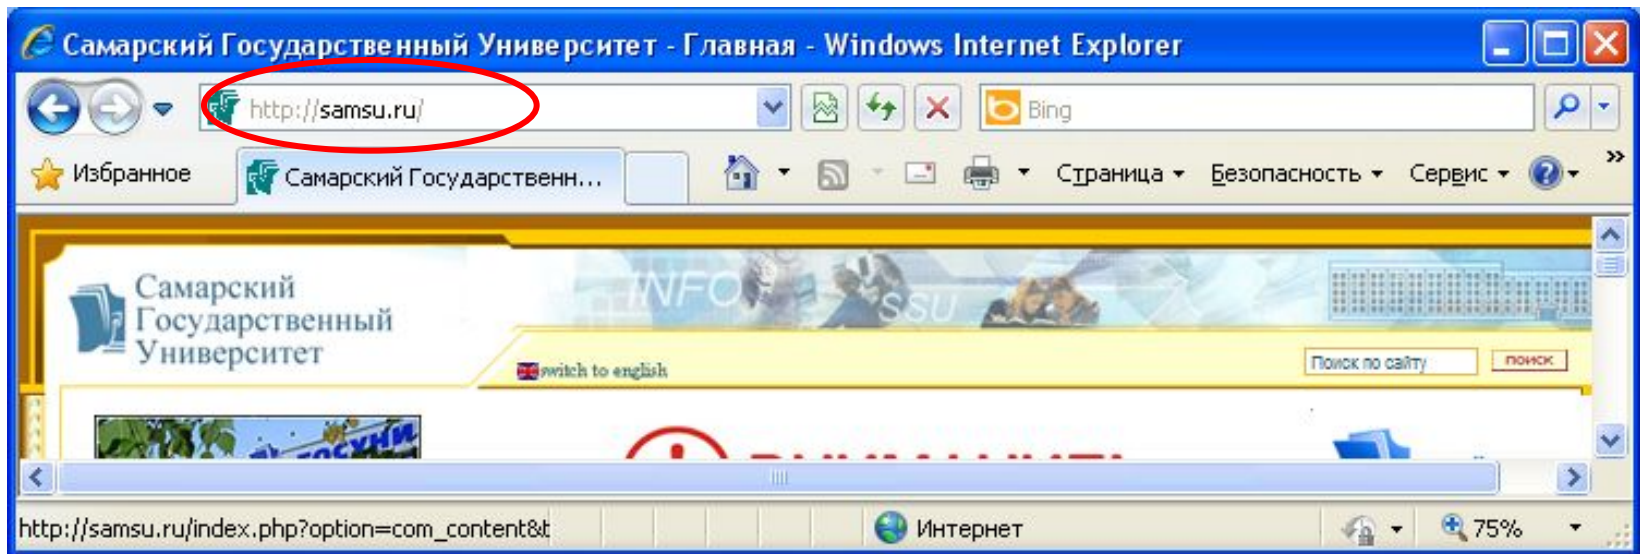 Самарский Государственный Университет - Главная - Windows Internet Explorer
http://samsu.ru/
Bing
Избранное
Самарский Государственн...
Страница
Безопасность
Сервис
»
INFO
SSU
Самарский
Государственный
Университет
switch to english
Поиск по сайту
поиск
http://samsu.ru/index.php?option=com_content&t
Интернет
75%